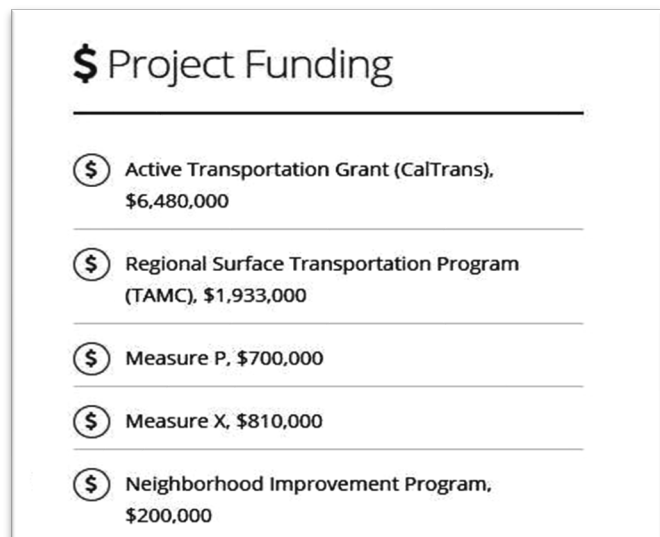 $ Project Funding
$ Active Transportation Grant (CalTrans),
$6,480,000
$ Regional Surface Transportation Program
(TAMC), $1,933,000
$ Measure P, $700,000
$ Measure X, $810,000
$ Neighborhood Improvement Program,
$200,000